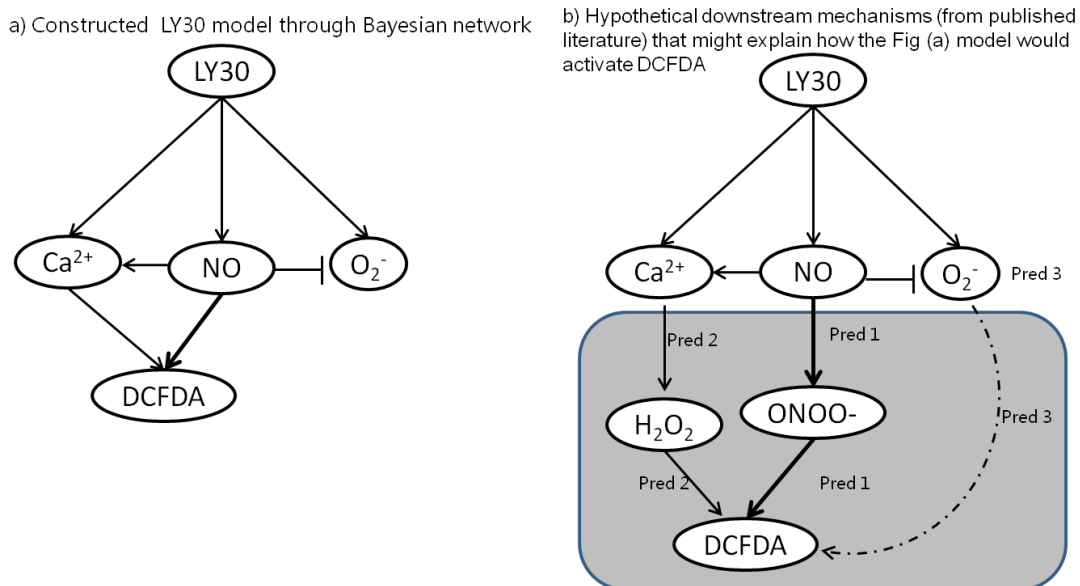 a) Constructed LY30 model through Bayesian network
LY30
Ca²⁺
NO
O₂⁻
DCFDA
b) Hypothetical downstream mechanisms (from published
literature) that might explain how the Fig (a) model would
activate DCFDA
LY30
Ca²⁺
NO
O₂⁻
Pred 3
Pred 2
Pred 1
H₂O₂
ONOO-
Pred 3
Pred 2
Pred 1
DCFDA